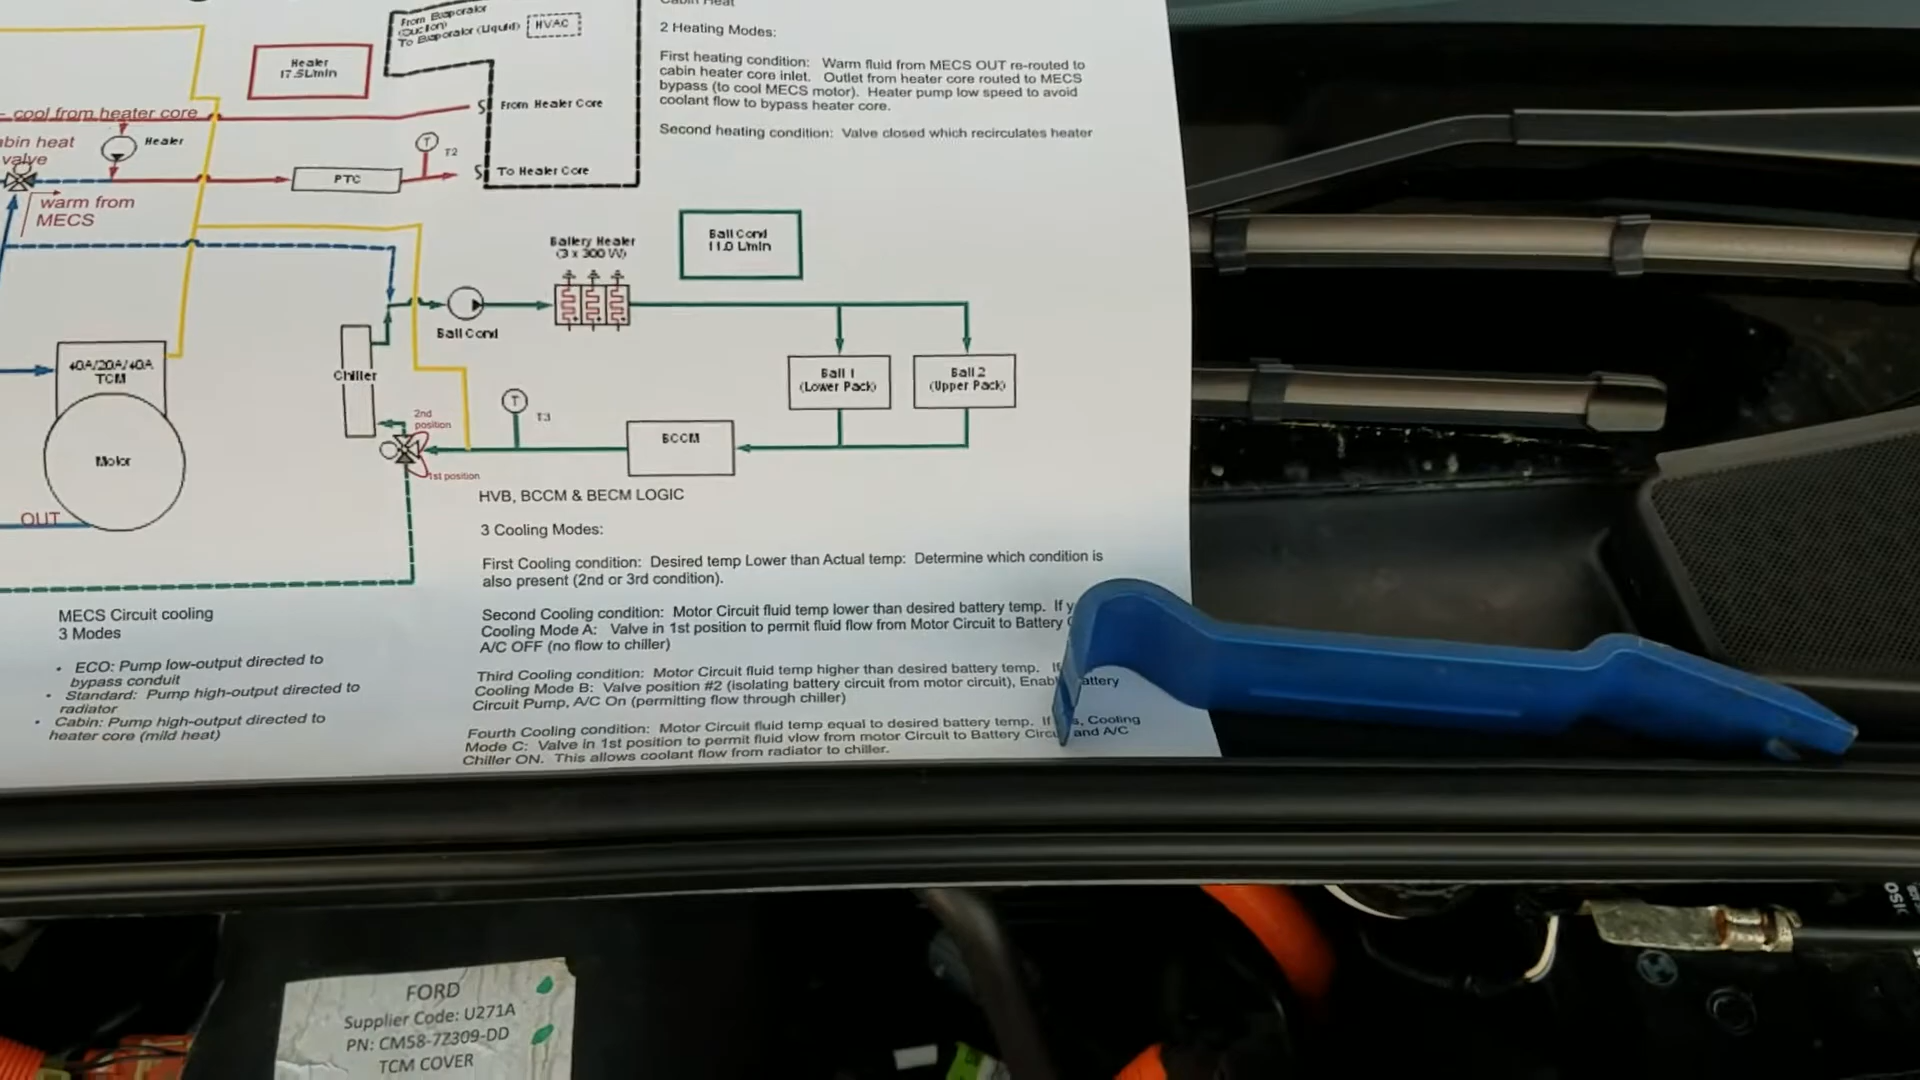 Cabin Heat
2 Heating Modes:
First heating condition: Warm fluid from MECS OUT re-routed to
cabin heater core inlet. Outlet from heater core routed to MECS
bypass (to cool MECS motor). Heater pump low speed to avoid
coolant flow to bypass heater core.
Second heating condition: Valve closed which recirculates heater
From Evaporator
(Suction)
To Evaporator (Liquid)
HVAC
Heater
17.5L/min
cool from heater core
From Heater Core
Heater
T
T2
heat
valve
PTC
To Heater Core
warm from
MECS
Battery Heater
(3 x 300 W)
Batt Cond
11.0 L/min
Batt Cond
40A/20A/40A
TCM
Motor
OUT
Chiller
2nd
position
1st position
T
T3
BCCM
Batt 1
(Lower Pack)
Batt 2
(Upper Pack)
HVB, BCCM & BECM LOGIC
3 Cooling Modes:
First Cooling condition: Desired temp Lower than Actual temp: Determine which condition is
also present (2nd or 3rd condition).
Second Cooling condition: Motor Circuit fluid temp lower than desired battery temp. If
Cooling Mode A: Valve in 1st position to permit fluid flow from Motor Circuit to Battery
A/C OFF (no flow to chiller)
Third Cooling condition: Motor Circuit fluid temp higher than desired battery temp. If
Cooling Mode B: Valve position #2 (isolating battery circuit from motor circuit), Enable Battery
Circuit Pump, A/C On (permitting flow through chiller)
Fourth Cooling condition: Motor Circuit fluid temp equal to desired battery temp. If Cooling
Mode C: Valve in 1st position to permit fluid vlow from motor Circuit to Battery Circuit and A/C
Chiller ON. This allows coolant flow from radiator to chiller.
MECS Circuit cooling
3 Modes
• ECO: Pump low-output directed to
bypass conduit
• Standard: Pump high-output directed to
radiator
• Cabin: Pump high-output directed to
heater core (mild heat)
FORD
Supplier Code: U271A
PN: CM58-7Z309-DD
TCM COVER